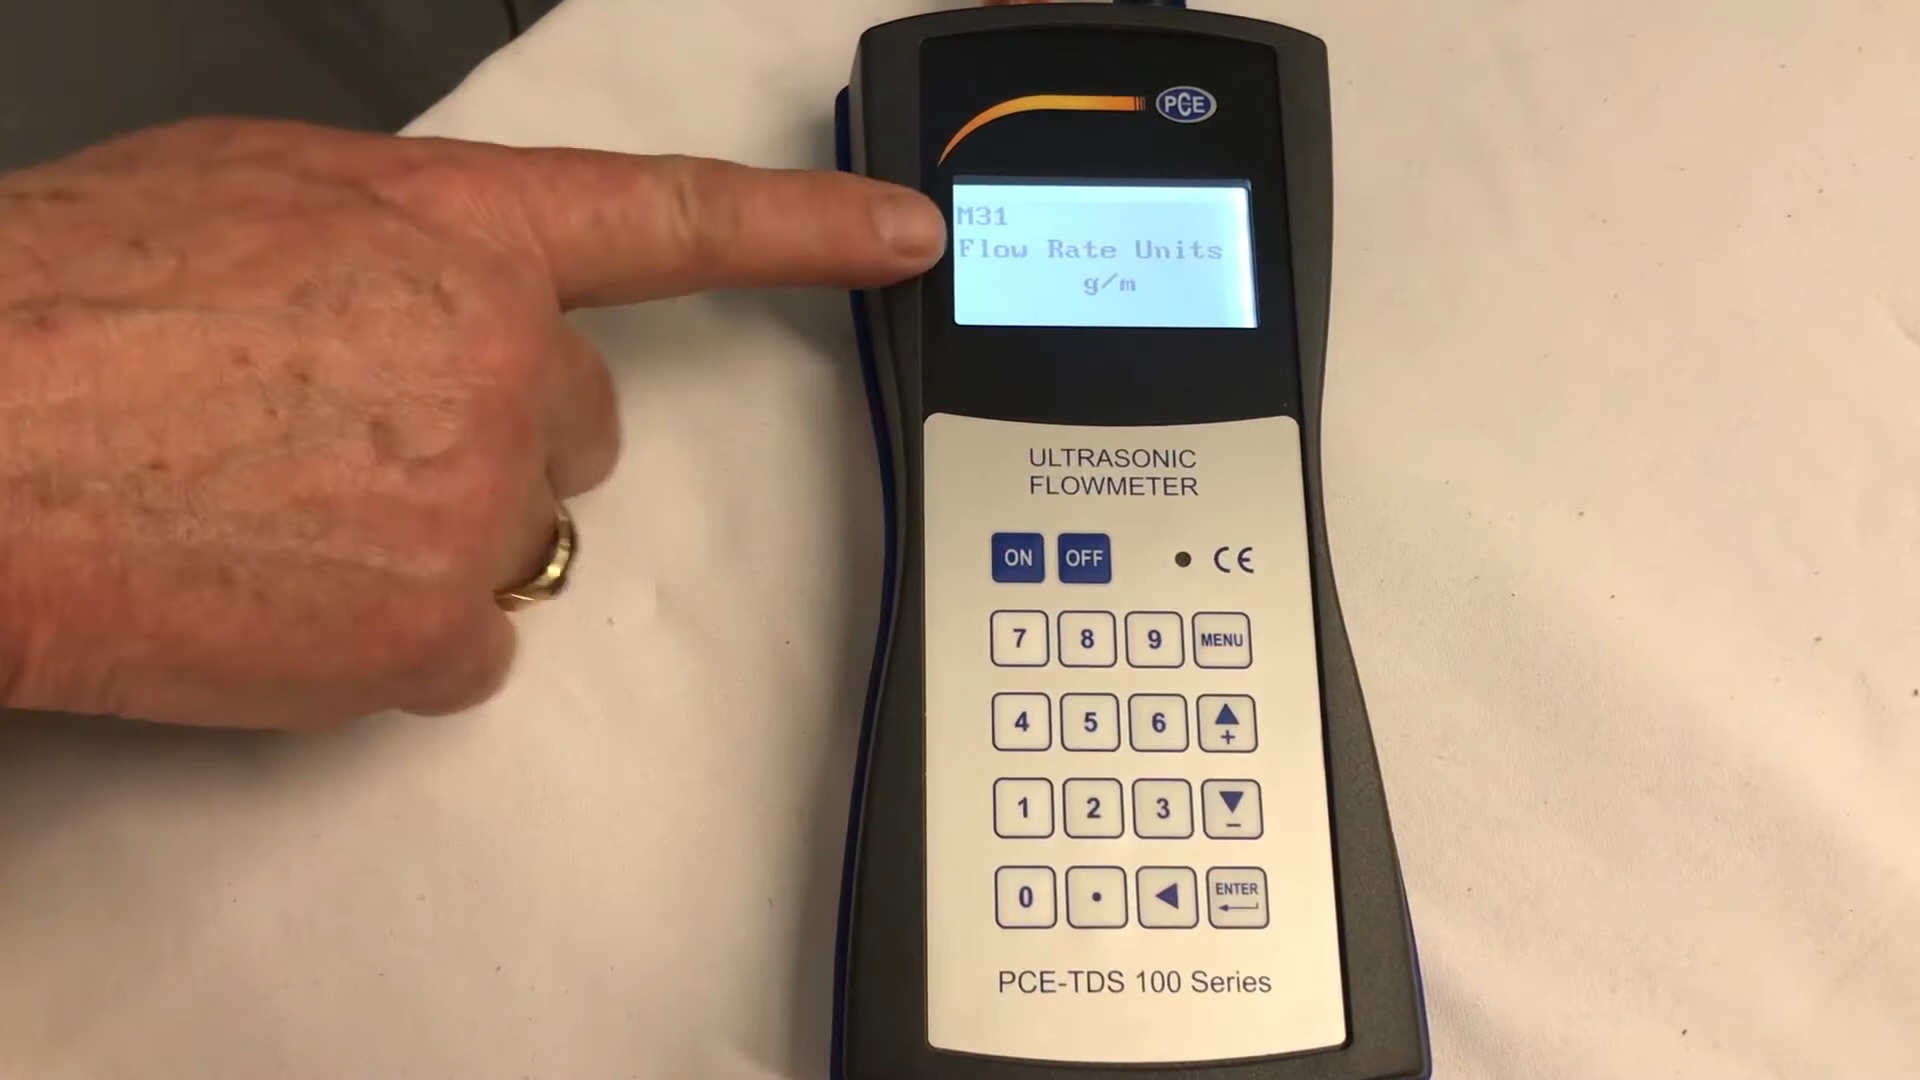 PCE
M31
Flow Rate Units
g/m
ULTRASONIC
FLOWMETER
ON OFF CE
7 8 9 MENU
4 5 6 +
1 2 3 -
0 . ENTER
PCE-TDS 100 Series